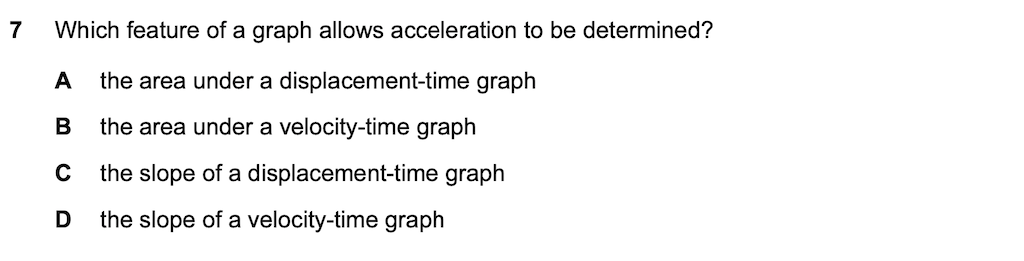 7 Which feature of a graph allows acceleration to be determined?
A the area under a displacement-time graph
B the area under a velocity-time graph
C the slope of a displacement-time graph
D the slope of a velocity-time graph